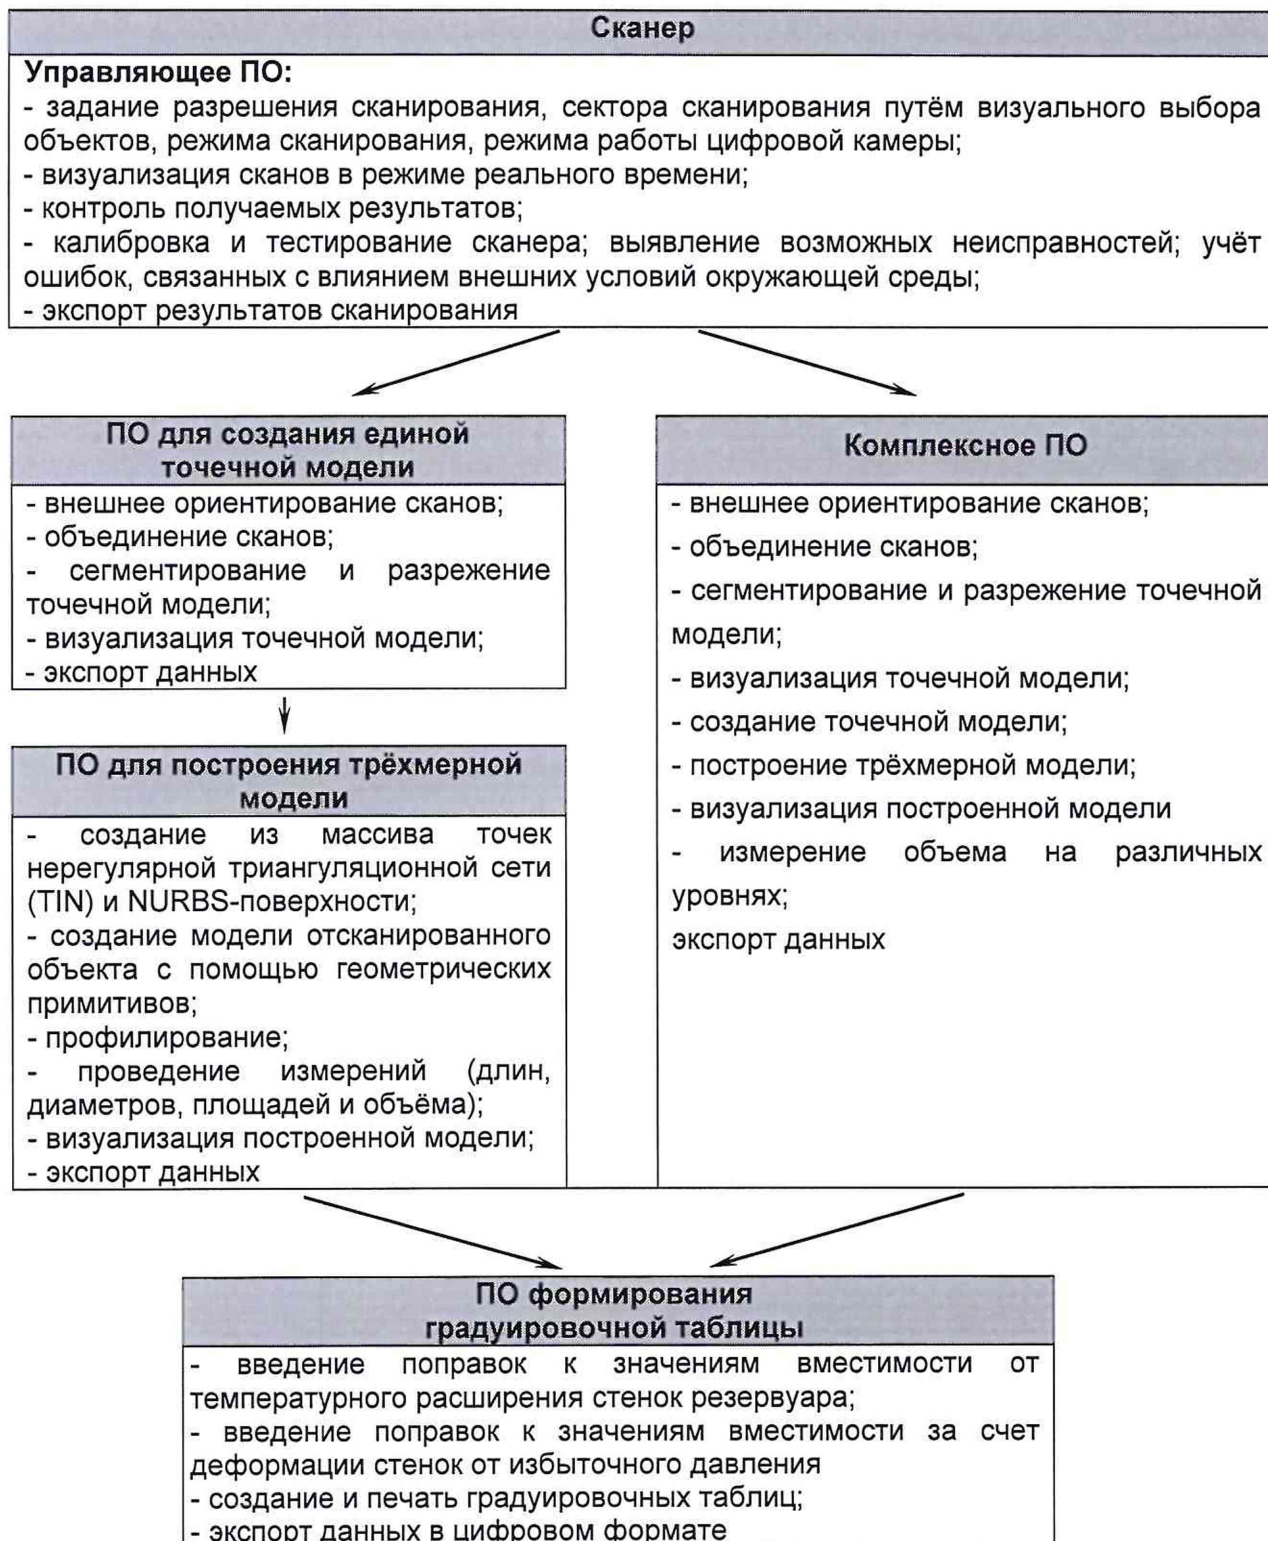 Сканер
Управляющее ПО:
- задание разрешения сканирования, сектора сканирования путём визуального выбора
объектов, режима сканирования, режима работы цифровой камеры;
- визуализация сканов в режиме реального времени;
- контроль получаемых результатов;
- калибровка и тестирование сканера; выявление возможных неисправностей; учёт
ошибок, связанных с влиянием внешних условий окружающей среды;
- экспорт результатов сканирования
ПО для создания единой
точечной модели
- внешнее ориентирование сканов;
- объединение сканов;
- сегментирование и разрежение
точечной модели;
- визуализация точечной модели;
- экспорт данных
ПО для построения трёхмерной
модели
- создание из массива точек
нерегулярной триангуляционной сети
(TIN) и NURBS-поверхности;
- создание модели отсканированного
объекта с помощью геометрических
примитивов;
- профилирование;
- проведение измерений (длин,
диаметров, площадей и объёма);
- визуализация построенной модели;
- экспорт данных
Комплексное ПО
- внешнее ориентирование сканов;
- объединение сканов;
- сегментирование и разрежение точечной
модели;
- визуализация точечной модели;
- создание точечной модели;
- построение трёхмерной модели;
- визуализация построенной модели
- измерение объема на различных
уровнях;
экспорт данных
ПО формирования
градуировочной таблицы
- введение поправок к значениям вместимости от
температурного расширения стенок резервуара;
- введение поправок к значениям вместимости за счет
деформации стенок от избыточного давления
- создание и печать градуировочных таблиц;
- экспорт данных в цифровом формате